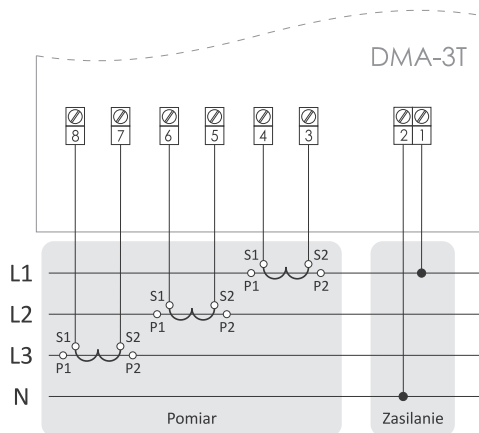 DMA-3T
8 7 6 5 4 3 2 1
S1 S2
L1
P1 P2
S1 S2
L2
P1 P2
S1 S2
L3
P1 P2
N
Pomiar Zasilanie